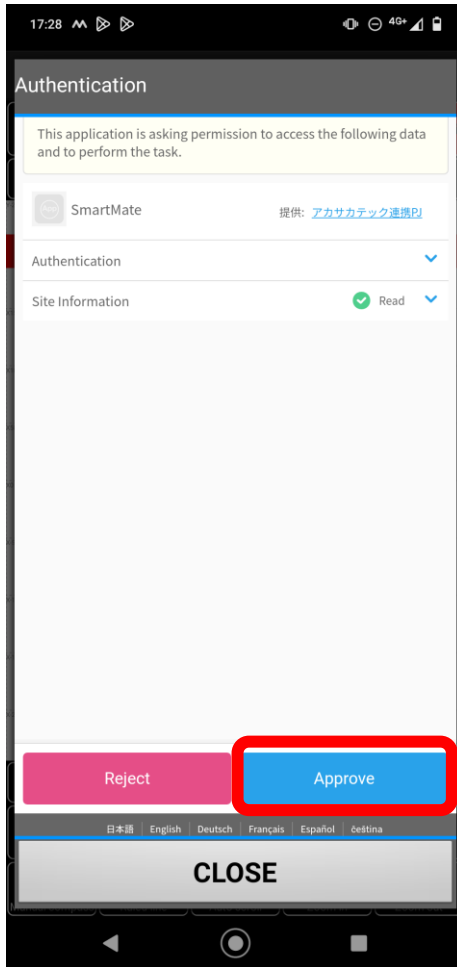 17:28
4G+
Authentication
This application is asking permission to access the following data
and to perform the task.
App
SmartMate
提供: アカサカテック連携PJ
Authentication
Site Information
Read
Reject
Approve
日本語 English Deutsch Français Español čeština
CLOSE